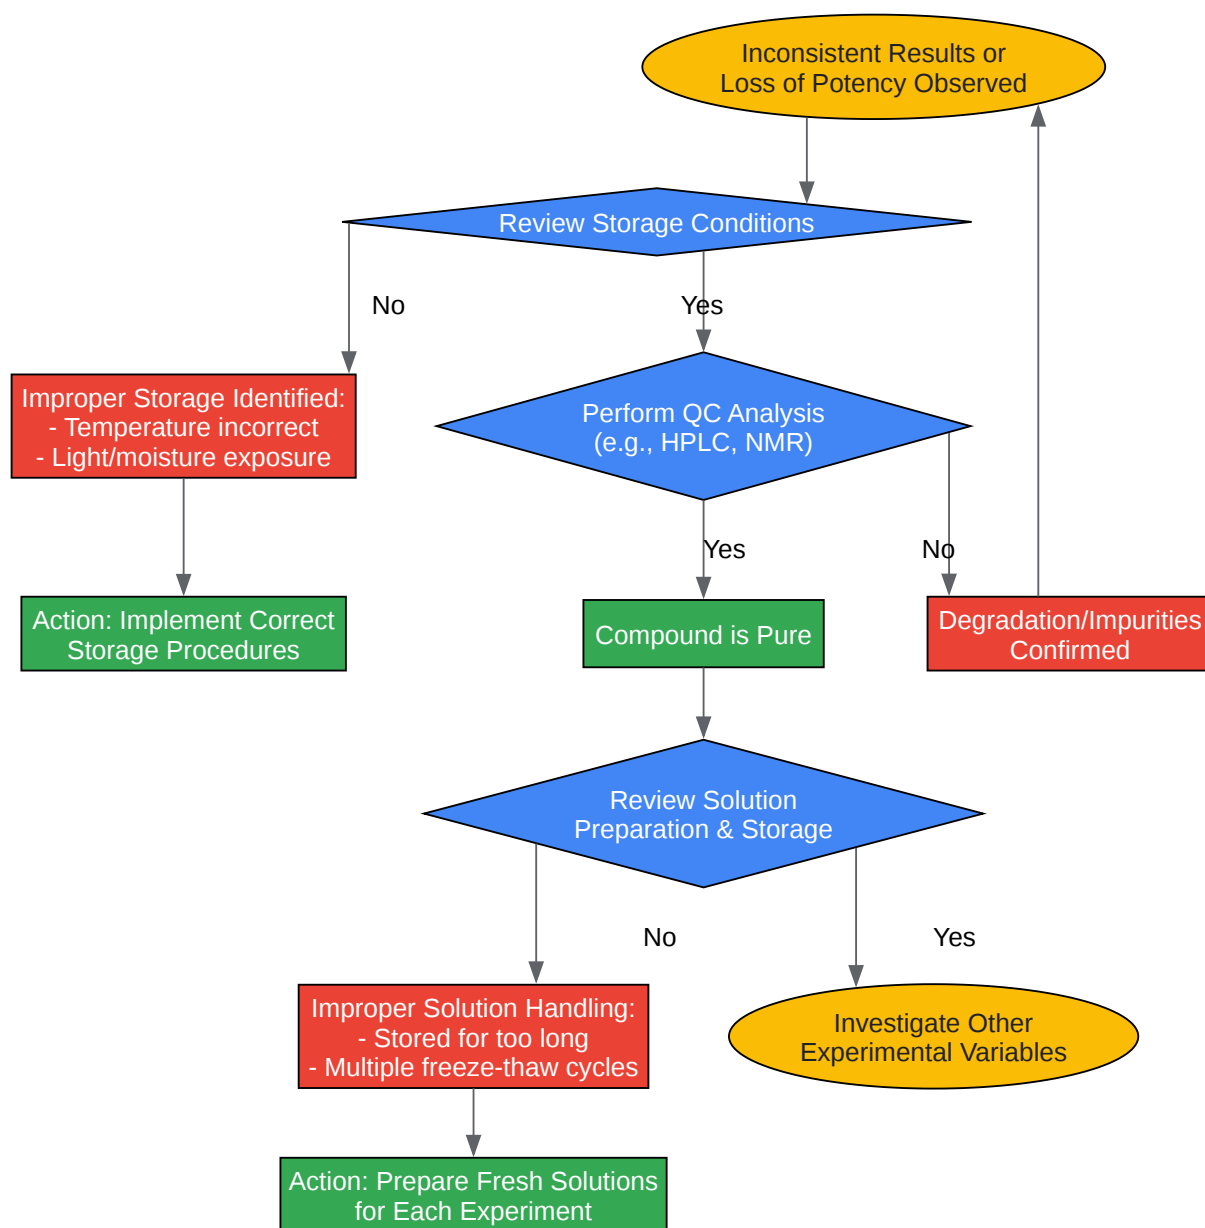 Inconsistent Results or
Loss of Potency Observed
Review Storage Conditions
No
Yes
Improper Storage Identified:
- Temperature incorrect
- Light/moisture exposure
Perform QC Analysis
(e.g., HPLC, NMR)
Yes
No
Action: Implement Correct
Storage Procedures
Compound is Pure
Degradation/Impurities
Confirmed
Review Solution
Preparation & Storage
No
Yes
Improper Solution Handling:
- Stored for too long
- Multiple freeze-thaw cycles
Investigate Other
Experimental Variables
Action: Prepare Fresh Solutions
for Each Experiment